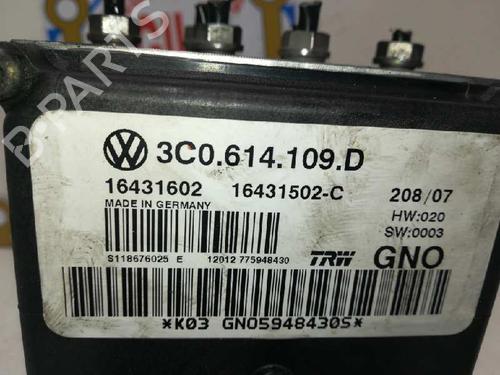 3C0.614.109.D
16431602 16431502-C 208/07
MADE IN GERMANY HW:020
SW:0003
S118676025 E 12012 775948430 TRW GNO
*K03 GNO594843OS*
B-PARTS